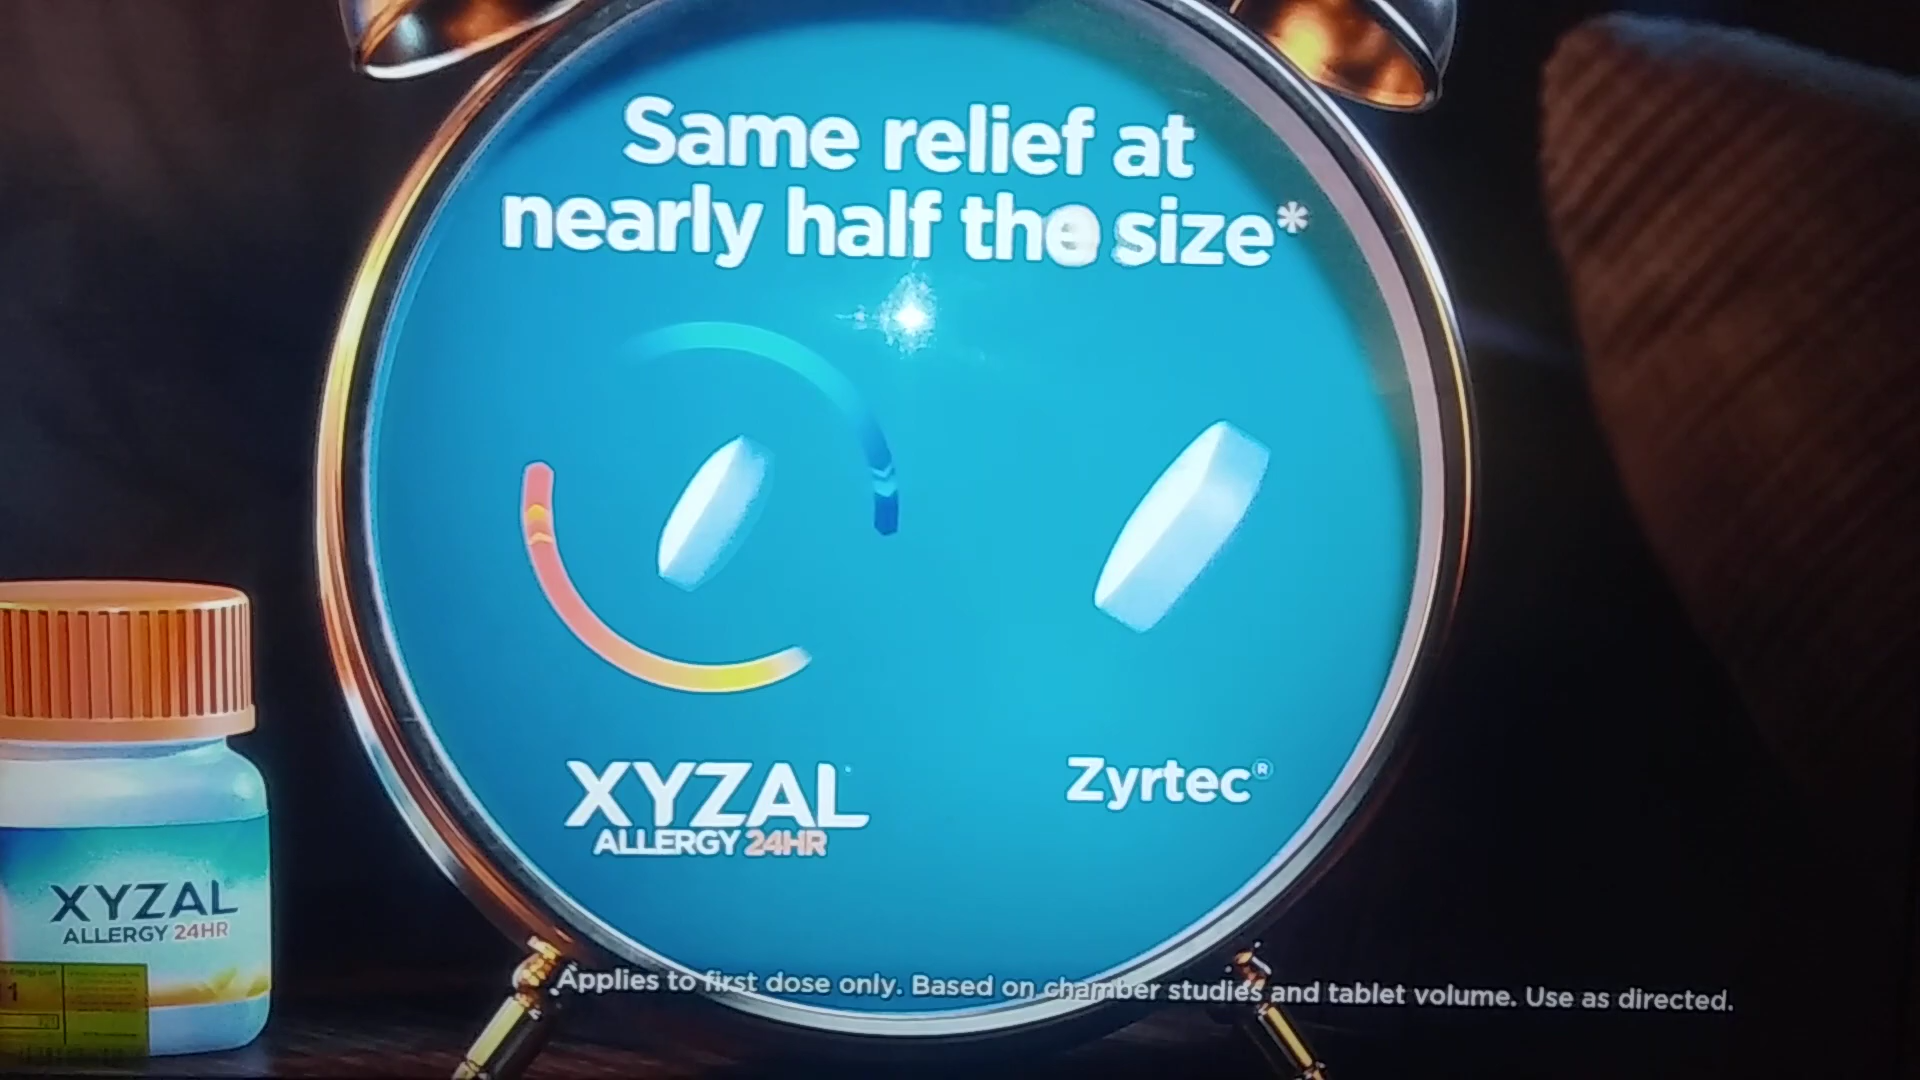 Same relief at
nearly half the size*
XYZAL
ALLERGY 24HR
Zyrtec®
XYZAL
ALLERGY 24HR
Applies to first dose only. Based on chamber studies and tablet volume. Use as directed.